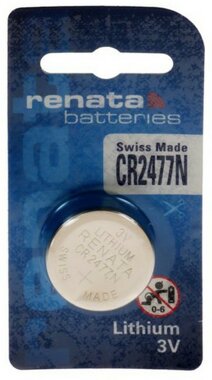 renata
batteries
Swiss Made
CR2477N
3V
LITHIUM
RENATA
CR2477N
SWISS
MADE
0-6
Lithium
3V